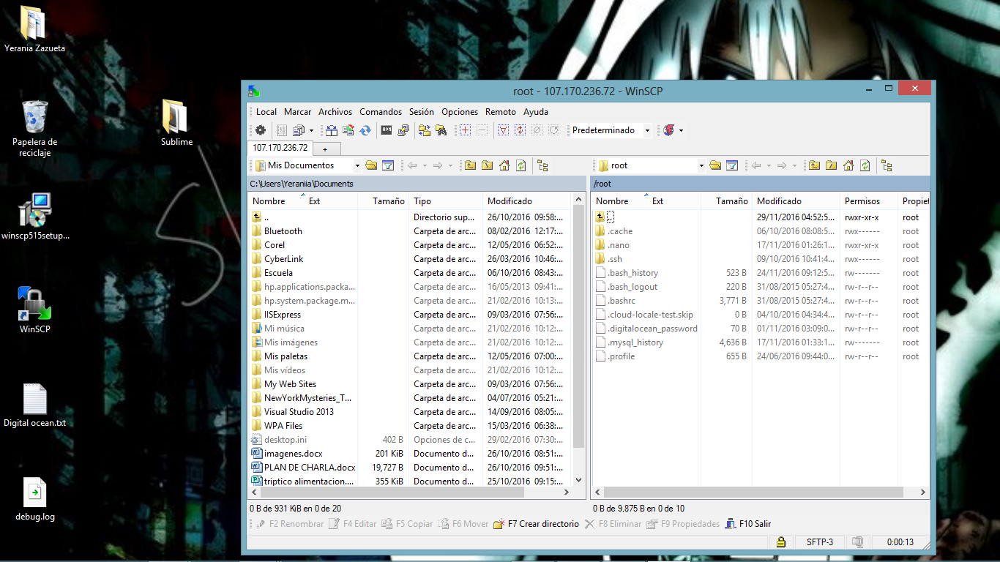 Yerania Zazueta
Papelera de
reciclaje
Sublime
winscp515setup...
WinSCP
Digital ocean.txt
debug.log
root - 107.170.236.72 - WinSCP
Local Marcar Archivos Comandos Sesión Opciones Remoto Ayuda
Predeterminado
107.170.236.72 +
Mis Documentos
C:\Users\Yeraniia\Documents
Nombre Ext Tamaño Tipo Modificado
.. Directorio sup... 26/10/2016 09:58:...
Bluetooth Carpeta de arc... 08/02/2016 12:17:...
Corel Carpeta de arc... 12/05/2016 06:52:...
CyberLink Carpeta de arc... 26/03/2016 10:46:...
Escuela Carpeta de arc... 06/10/2016 08:43:...
hp.applications.packa... Carpeta de arc... 16/05/2013 09:41:...
hp.system.package.m... Carpeta de arc... 21/02/2016 10:13:...
IISExpress Carpeta de arc... 09/03/2016 07:56:...
Mi música Carpeta de arc... 21/02/2016 10:12:...
Mis imágenes Carpeta de arc... 21/02/2016 10:12:...
Mis paletas Carpeta de arc... 12/05/2016 07:00:...
Mis vídeos Carpeta de arc... 21/02/2016 10:12:...
My Web Sites Carpeta de arc... 09/03/2016 07:56:...
NewYorkMysteries_T... Carpeta de arc... 04/07/2016 05:21:...
Visual Studio 2013 Carpeta de arc... 14/09/2016 08:05:...
WPA Files Carpeta de arc... 15/03/2016 06:38:...
desktop.ini 402 B Opciones de c... 29/02/2016 07:30:...
imagenes.docx 201 KiB Documento d... 26/10/2016 08:51:...
PLAN DE CHARLA.docx 19,727 B Documento d... 26/10/2016 09:51:...
triptico alimentacion.... 355 KiB Documento d... 25/10/2016 09:15:...
0 B de 931 KiB en 0 de 20
root
/root
Nombre Ext Tamaño Modificado Permisos Propiet
.. 29/11/2016 04:52:5... rwxr-xr-x root
.cache 06/10/2016 08:08:5... rwx------ root
.nano 17/11/2016 01:26:1... rwxr-xr-x root
.ssh 09/10/2016 10:41:4... rwx------ root
.bash_history 523 B 24/11/2016 09:12:5... rw------- root
.bash_logout 220 B 31/08/2015 05:27:4... rw-r--r-- root
.bashrc 3,771 B 31/08/2015 05:27:4... rw-r--r-- root
.cloud-locale-test.skip 0 B 04/10/2016 04:34:4... rw-r--r-- root
.digitalocean_password 70 B 01/11/2016 03:09:0... rw-r--r-- root
.mysql_history 4,636 B 17/11/2016 01:33:1... rw------- root
.profile 655 B 24/06/2016 09:44:0... rw-r--r-- root
0 B de 9,875 B en 0 de 10
F2 Renombrar F4 Editar F5 Copiar F6 Mover F7 Crear directorio F8 Eliminar F9 Propiedades F10 Salir
SFTP-3 0:00:13